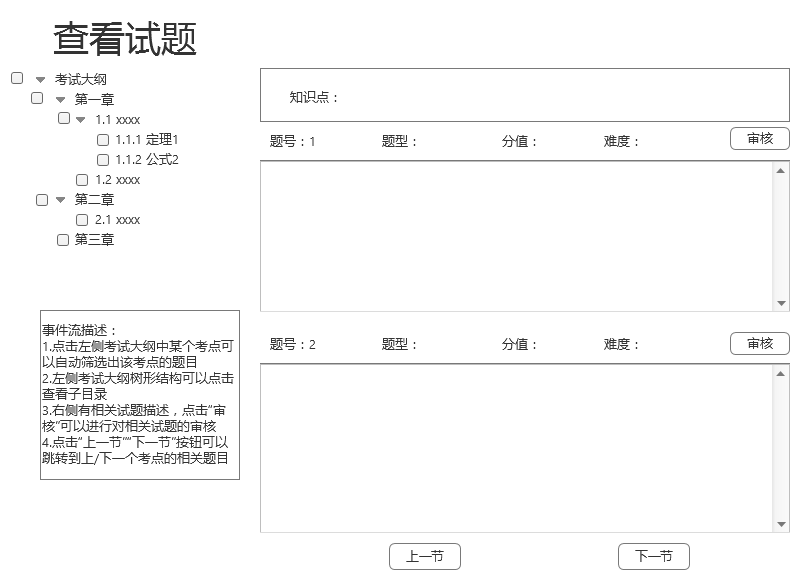 查看试题
考试大纲
第一章
1.1 xxxx
1.1.1 定理1
1.1.2 公式2
1.2 xxxx
第二章
2.1 xxxx
第三章
事件流描述：
1.点击左侧考试大纲中某个考点可
以自动筛选出该考点的题目
2.左侧考试大纲树形结构可以点击
查看子目录
3.右侧有相关试题描述，点击“审
核”可以进行对相关试题的审核
4.点击“上一节”“下一节”按钮可以
跳转到上/下一个考点的相关题目
知识点：
题号：1 题型： 分值： 难度： 审核
题号：2 题型： 分值： 难度： 审核
上一节 下一节